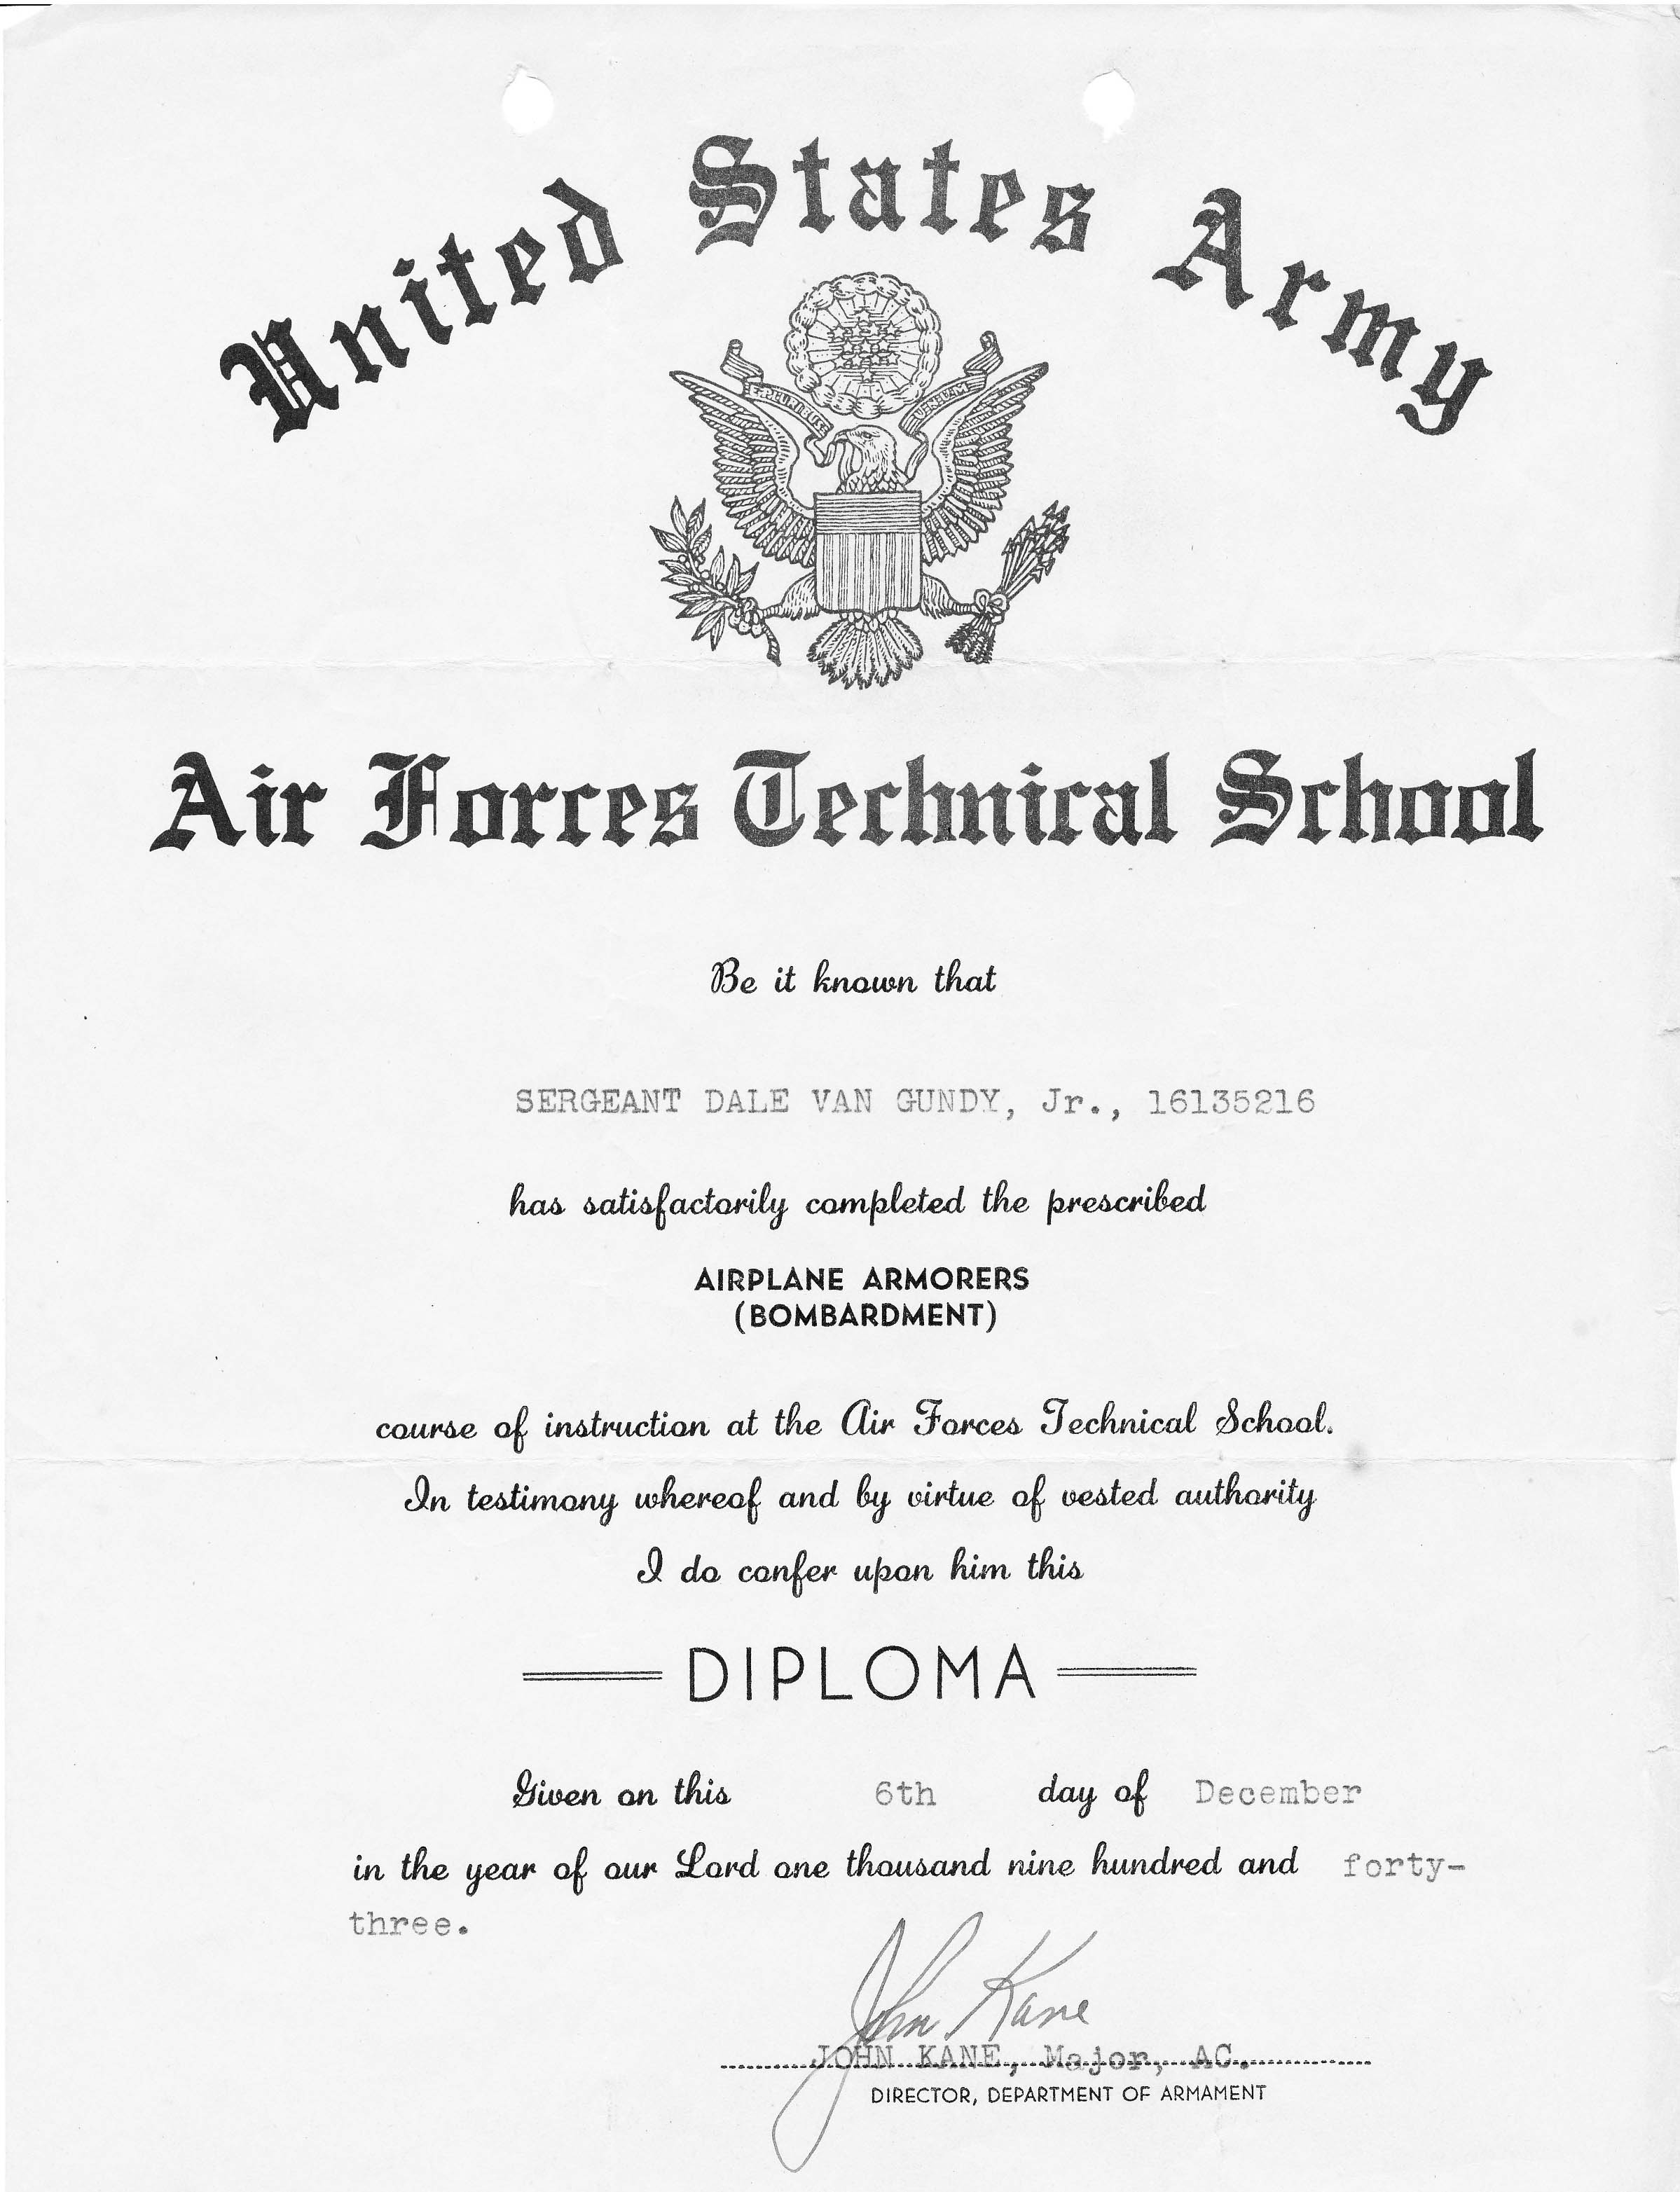 United States Army
E PLURIBUS UNUM
Air Forces Technical School
Be it known that
SERGEANT DALE VAN GUNDY, Jr., 16135216
has satisfactorily completed the prescribed
AIRPLANE ARMORERS
(BOMBARDMENT)
course of instruction at the Air Forces Technical School.
In testimony whereof and by virtue of vested authority
I do confer upon him this
DIPLOMA
Given on this 6th day of December
in the year of our Lord one thousand nine hundred and forty-
three.
John Kane
JOHN KANE, Major, AC.
DIRECTOR, DEPARTMENT OF ARMAMENT